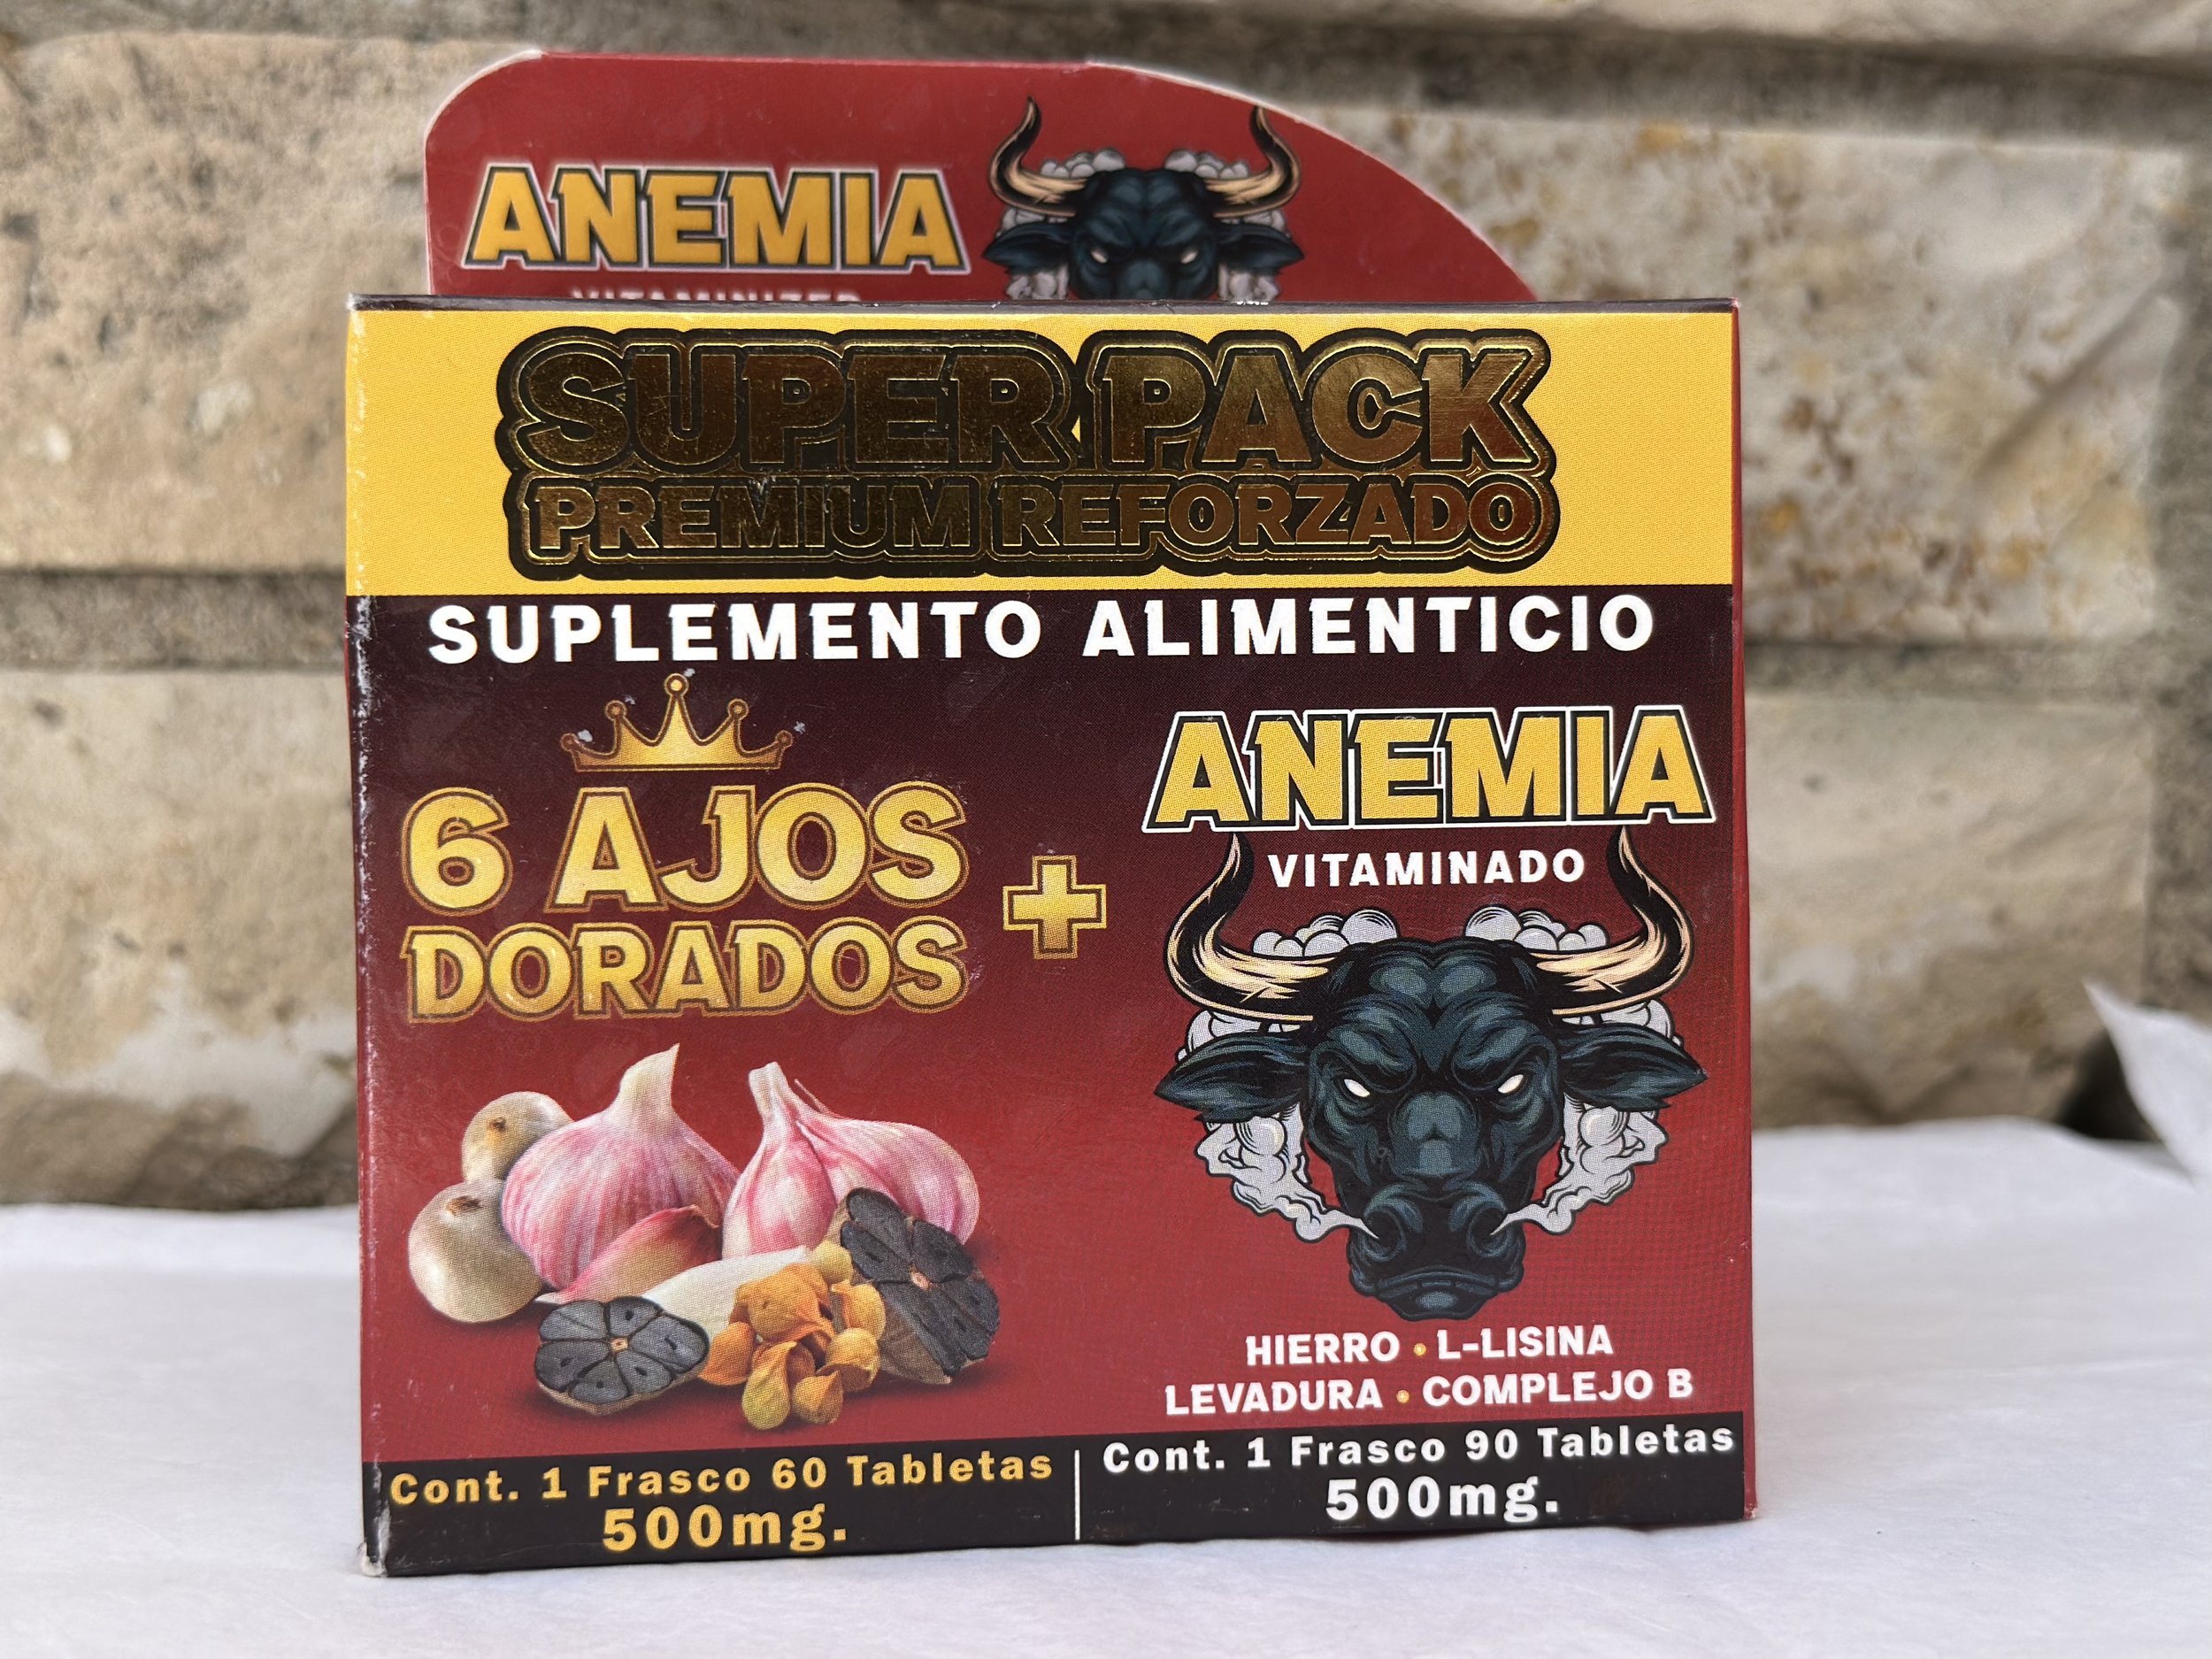 ANEMIA
VITAMINIZER
SUPER PACK
PREMIUM REFORZADO
SUPLEMENTO ALIMENTICIO
6 AJOS
DORADOS
+
ANEMIA
VITAMINADO
HIERRO • L-LISINA
LEVADURA • COMPLEJO B
Cont. 1 Frasco 60 Tabletas
500mg.
Cont. 1 Frasco 90 Tabletas
500mg.